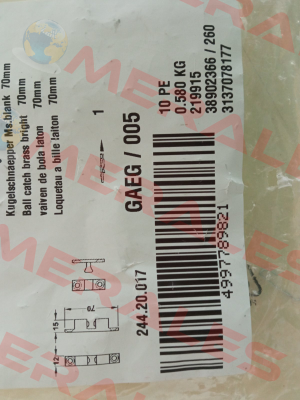 Kugelschnaepper Ms.blank 70mm
Ball catch brass bright 70mm
vaiven de bola laton 70mm
Loquetau a bille laiton 70mm
1
GAEG / 005
10 PE
0.580 KG
219915
38902366 / 260
3137078177
244.20.017
4997789821
70
15
12